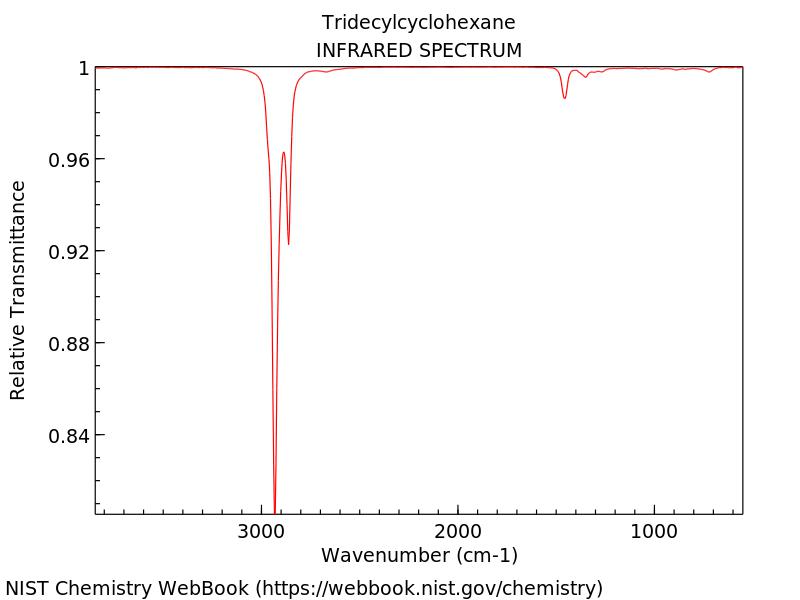 Tridecylcyclohexane
INFRARED SPECTRUM
1
0.96
0.92
0.88
0.84
Relative Transmittance
3000 2000 1000
Wavenumber (cm-1)
NIST Chemistry WebBook (https://webbook.nist.gov/chemistry)